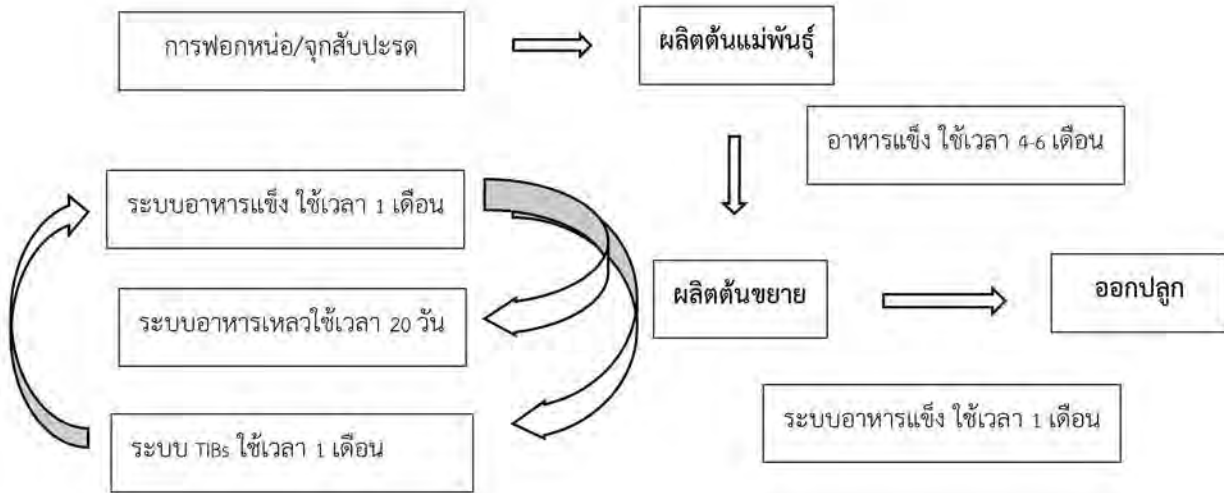 การฟอกหน่อ/จุกสับปะรด
ผลิตต้นแม่พันธุ์
อาหารแข็ง ใช้เวลา 4-6 เดือน
ระบบอาหารแข็ง ใช้เวลา 1 เดือน
ผลิตต้นขยาย
ออกปลูก
ระบบอาหารเหลวใช้เวลา 20 วัน
ระบบอาหารแข็ง ใช้เวลา 1 เดือน
ระบบ TIBs ใช้เวลา 1 เดือน